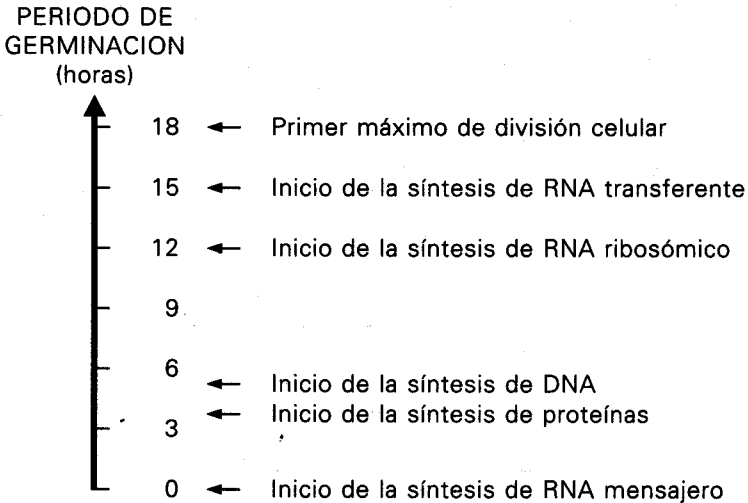 PERIODO DE
GERMINACION
(horas)
18 Primer máximo de división celular
15 Inicio de la síntesis de RNA transferente
12 Inicio de la síntesis de RNA ribosómico
9
6
Inicio de la síntesis de DNA
Inicio de la síntesis de proteínas
3
0 Inicio de la síntesis de RNA mensajero